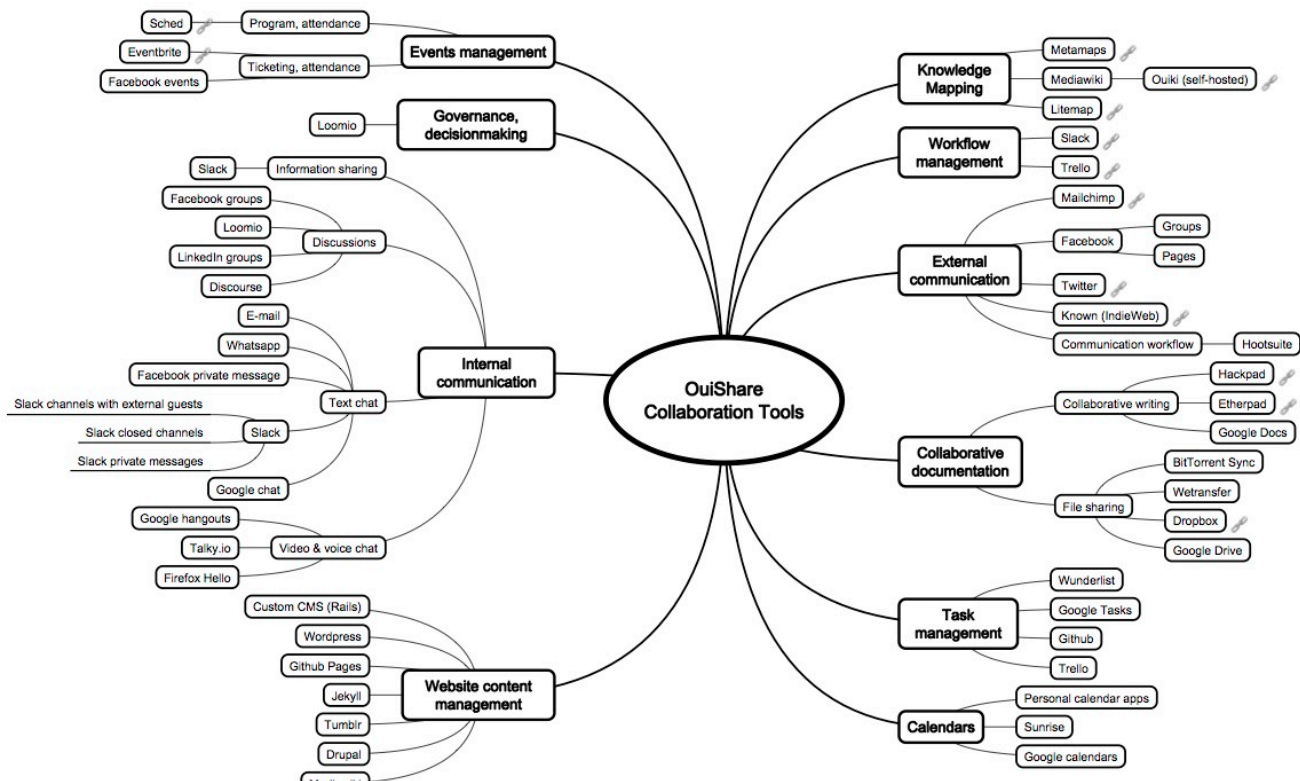 OuiShare
Collaboration Tools
Events management
Program, attendance
Sched
Ticketing, attendance
Eventbrite
Facebook events
Governance,
decisionmaking
Loomio
Internal
communication
Information sharing
Slack
Discussions
Facebook groups
Loomio
LinkedIn groups
Discourse
Text chat
E-mail
Whatsapp
Facebook private message
Slack
Slack channels with external guests
Slack closed channels
Slack private messages
Google chat
Video & voice chat
Google hangouts
Talky.io
Firefox Hello
Website content
management
Custom CMS (Rails)
Wordpress
Github Pages
Jekyll
Tumblr
Drupal
Knowledge
Mapping
Metamaps
Mediawiki
Ouiki (self-hosted)
Litemap
Workflow
management
Slack
Trello
External
communication
Mailchimp
Facebook
Groups
Pages
Twitter
Known (IndieWeb)
Communication workflow
Hootsuite
Collaborative
documentation
Collaborative writing
Hackpad
Etherpad
Google Docs
File sharing
BitTorrent Sync
Wetransfer
Dropbox
Google Drive
Task
management
Wunderlist
Google Tasks
Github
Trello
Calendars
Personal calendar apps
Sunrise
Google calendars